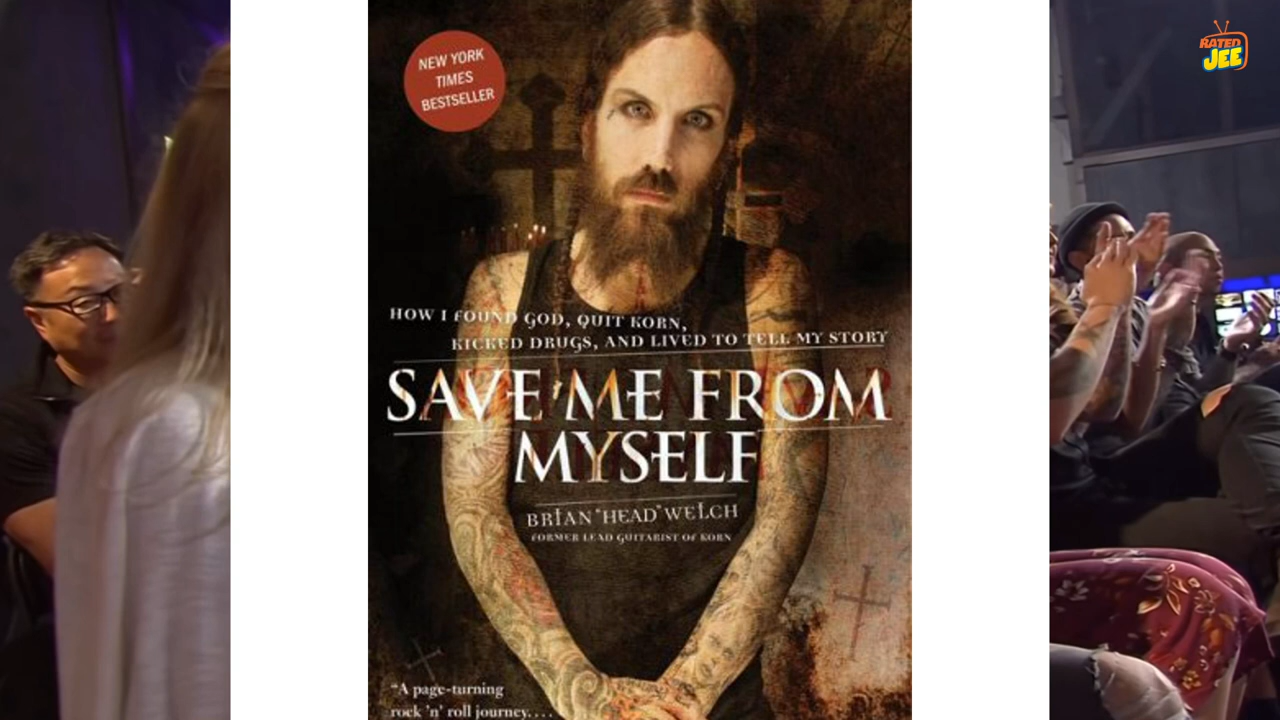 NEW YORK
TIMES
BESTSELLER
RATED
JEE
HOW I FOUND GOD, QUIT KORN,
KICKED DRUGS, AND LIVED TO TELL MY STORY
SAVE ME FROM
MYSELF
BRIAN "HEAD" WELCH
FORMER LEAD GUITARIST OF KORN
"A page-turning
rock 'n' roll journey. . . .